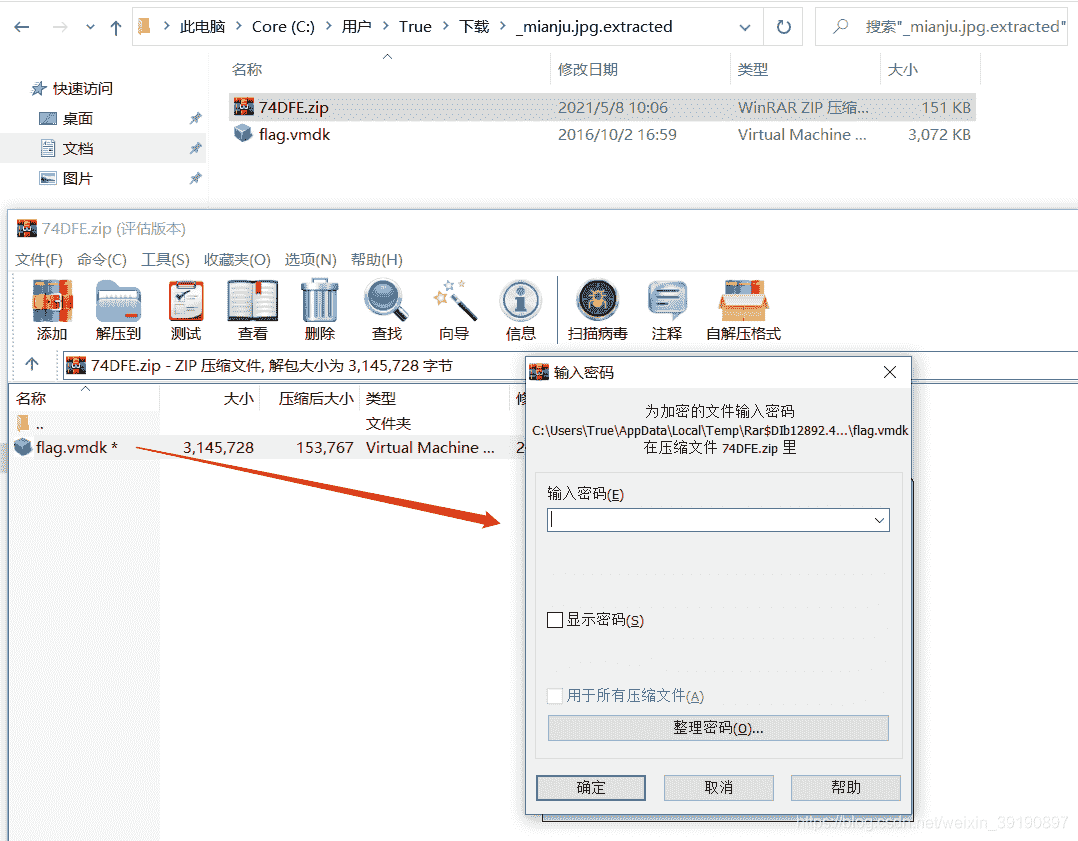 此电脑 Core (C:) 用户 True 下载 _mianju.jpg.extracted
搜索"_mianju.jpg.extracted"
名称 修改日期 类型 大小
快速访问
桌面
文档
图片
74DFE.zip 2021/5/8 10:06 WinRAR ZIP 压缩... 151 KB
flag.vmdk 2016/10/2 16:59 Virtual Machine ... 3,072 KB
74DFE.zip (评估版本)
文件(F) 命令(C) 工具(S) 收藏夹(O) 选项(N) 帮助(H)
添加 解压到 测试 查看 删除 查找 向导 信息 扫描病毒 注释 自解压格式
74DFE.zip - ZIP 压缩文件, 解包大小为 3,145,728 字节
名称 大小 压缩后大小 类型 修
.. 文件夹
flag.vmdk * 3,145,728 153,767 Virtual Machine ... 2
输入密码
为加密的文件输入密码
C:\Users\True\AppData\Local\Temp\Rar$DIb12892.4...\flag.vmdk
在压缩文件 74DFE.zip 里
输入密码(E)
显示密码(S)
用于所有压缩文件(A)
整理密码(O)...
确定 取消 帮助
https://blog.csdn.net/weixin_39190897